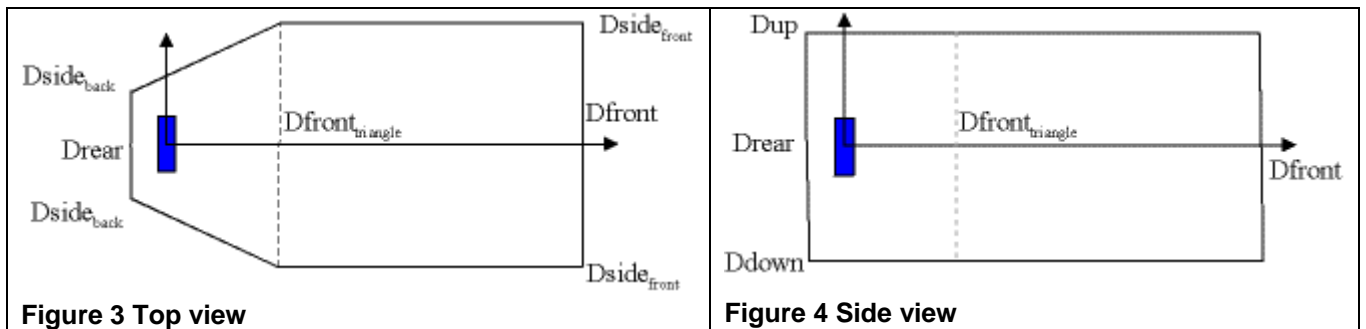 Dside_front
Dside_back
Dfront
Dfront_triangle
Drear
Dside_back
Dside_front
Figure 3 Top view
Dup
Dfront_triangle
Drear
Dfront
Ddown
Figure 4 Side view